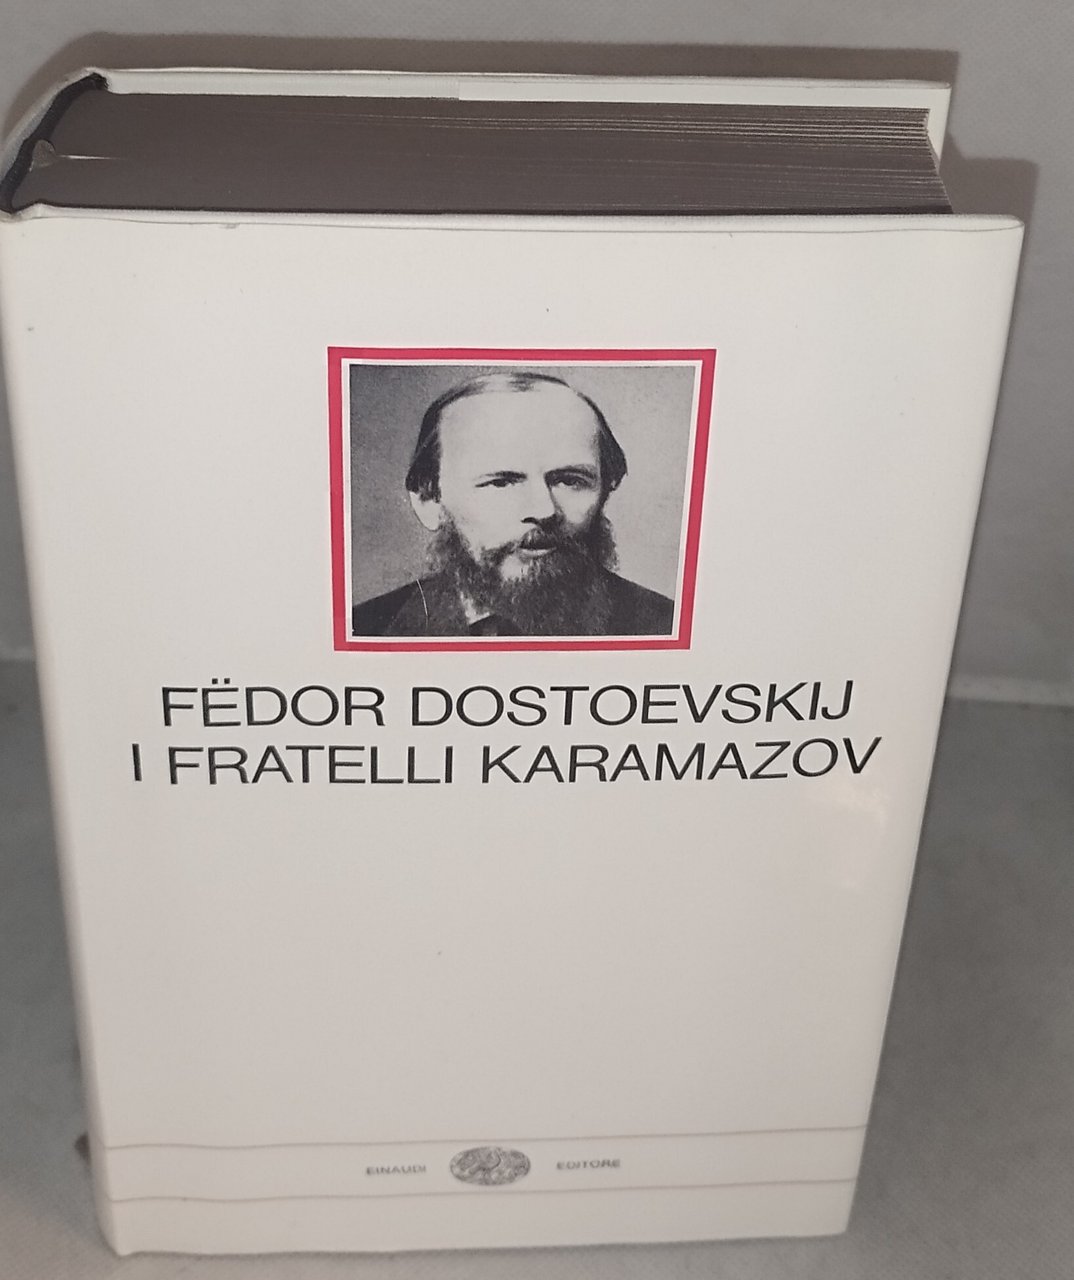 FËDOR DOSTOEVSKIJ
I FRATELLI KARAMAZOV
EINAUDI EDITORE